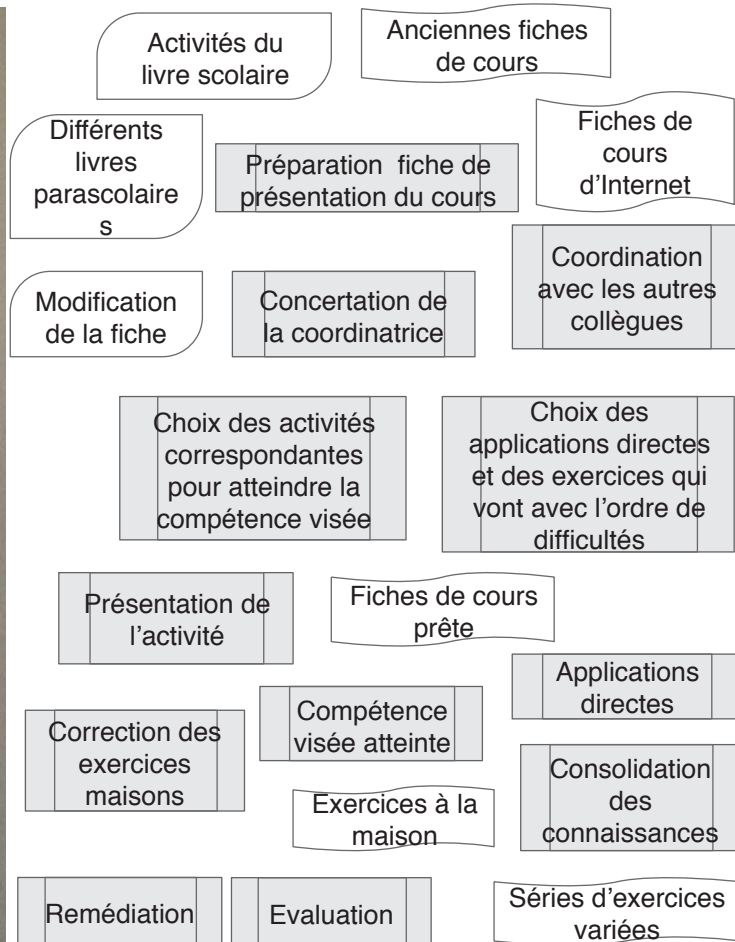 Activités du
livre scolaire
Anciennes fiches
de cours
Différents
livres
parascolaire
s
Préparation fiche de
présentation du cours
Fiches de
cours
d'Internet
Modification
de la fiche
Concertation de
la coordinatrice
Coordination
avec les autres
collègues
Choix des activités
correspondantes
pour atteindre la
compétence visée
Choix des
applications directes
et des exercices qui
vont avec l'ordre de
difficultés
Présentation de
l'activité
Fiches de cours
prête
Applications
directes
Correction des
exercices
maisons
Compétence
visée atteinte
Exercices à la
maison
Consolidation
des
connaissances
Remédiation
Evaluation
Séries d'exercices
variées